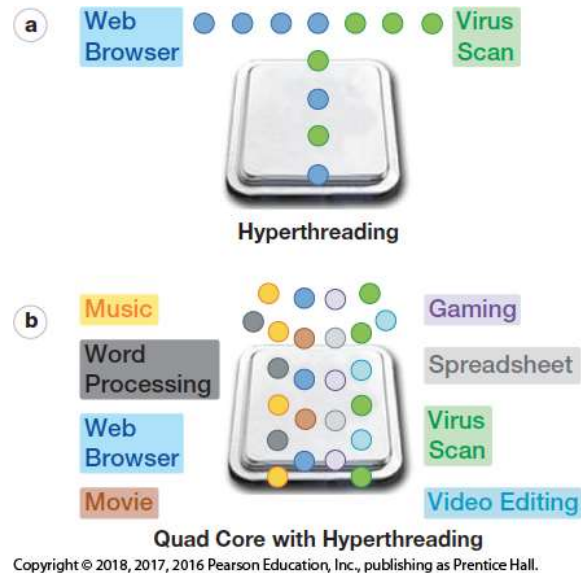 a
Web
Browser
Virus
Scan
Hyperthreading
b
Music
Word
Processing
Web
Browser
Movie
Gaming
Spreadsheet
Virus
Scan
Video Editing
Quad Core with Hyperthreading
Copyright © 2018, 2017, 2016 Pearson Education, Inc., publishing as Prentice Hall.